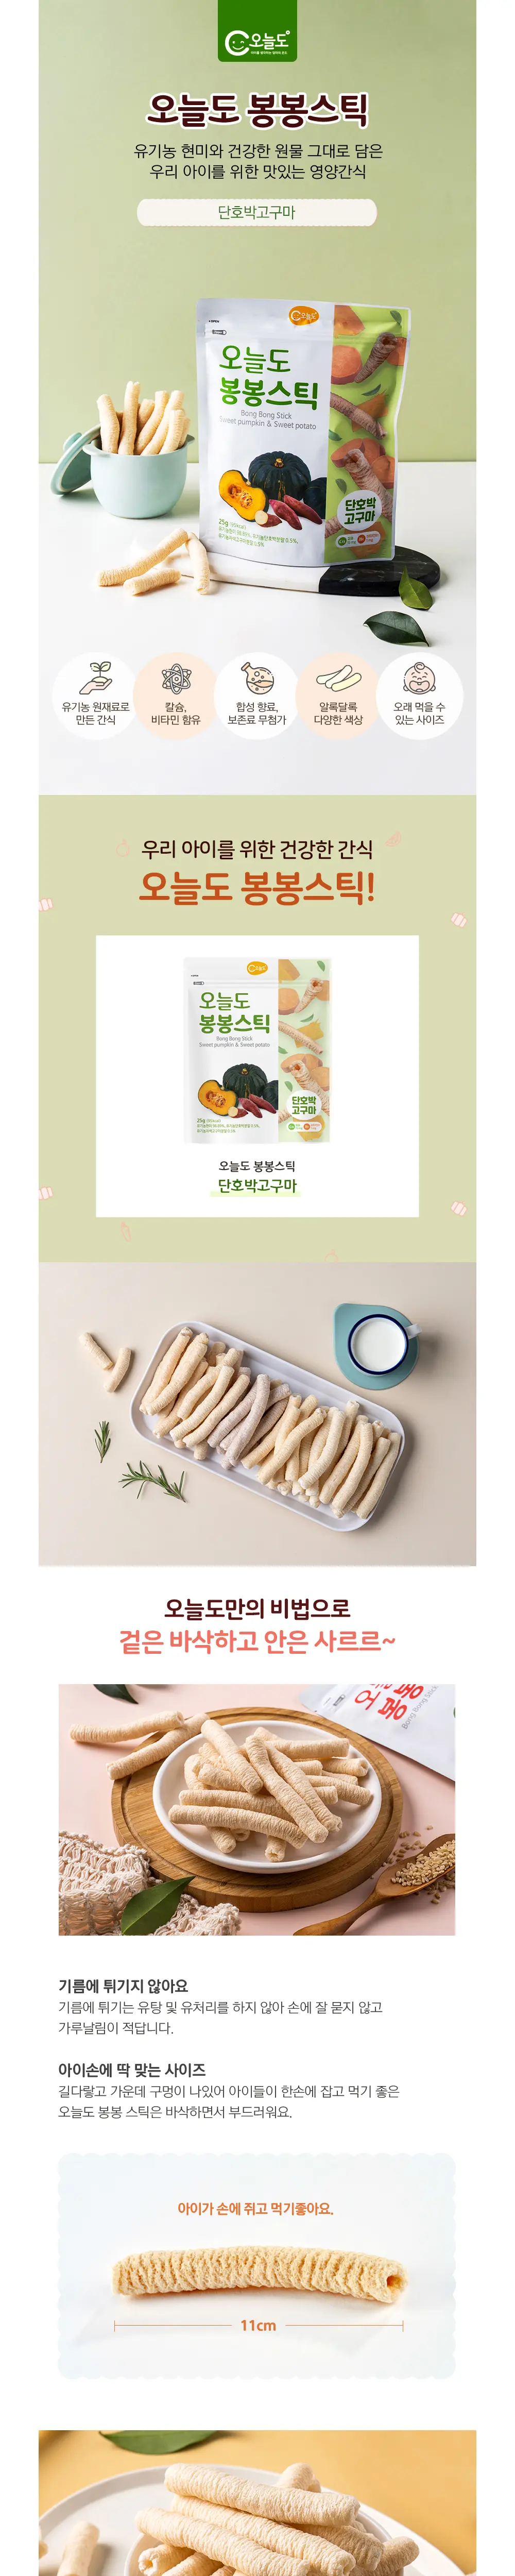 오늘도
오늘도 봉봉스틱
유기농 현미와 건강한 원물 그대로 담은
우리 아이를 위한 맛있는 영양간식
단호박고구마
오늘도
오늘도
봉봉스틱
Bong Bong Stick
Sweet pumpkin & Sweet potato
단호박
고구마
25g
유기농 원재료로
만든 간식
칼슘,
비타민 함유
합성 향료,
보존료 무첨가
알록달록
다양한 색상
오래 먹을 수
있는 사이즈
우리 아이를 위한 건강한 간식
오늘도 봉봉스틱!
오늘도
오늘도
봉봉스틱
Bong Bong Stick
Sweet pumpkin & Sweet potato
단호박
고구마
25g
오늘도 봉봉스틱
단호박고구마
오늘도만의 비법으로
겉은 바삭하고 안은 사르르~
Bong Bong Stick
기름에 튀기지 않아요
기름에 튀기는 유탕 및 유처리를 하지 않아 손에 잘 묻지 않고
가루날림이 적답니다.
아이손에 딱 맞는 사이즈
길다랗고 가운데 구멍이 나있어 아이들이 한손에 잡고 먹기 좋은
오늘도 봉봉 스틱은 바삭하면서 부드러워요.
아이가 손에 쥐고 먹기좋아요.
11cm